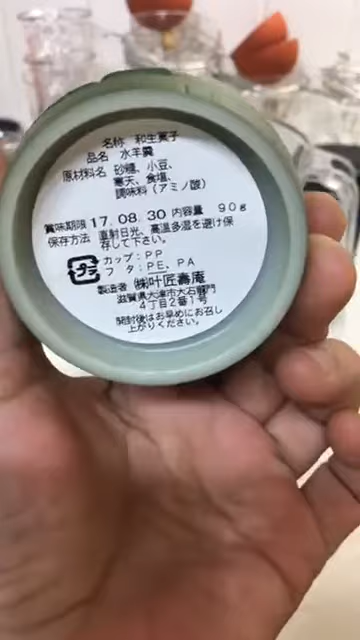 名称 和生菓子
品名 水羊羹
原材料名 砂糖、小豆、
寒天、食塩、
調味料(アミノ酸)
賞味期限 17.08.30 内容量 90g
保存方法 直射日光、高温多湿を避け保
存して下さい。
プラ
カップ:PP
フタ:PE、PA
製造者 ㈱叶匠壽庵
滋賀県大津市大石龍門
4丁目2番1号
開封後はお早めにお召し
上がりください。